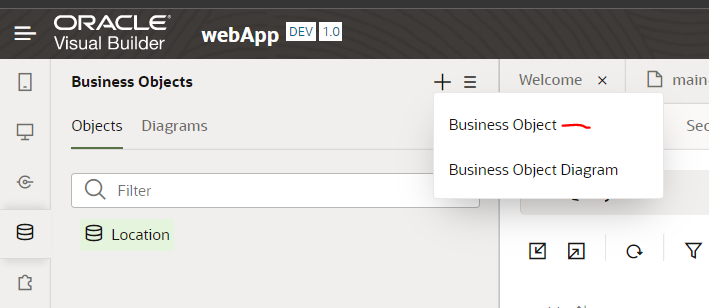 ORACLE
Visual Builder
webApp DEV 1.0
Business Objects
Welcome
main-
Objects Diagrams
Business Object
Sec
Filter
Business Object Diagram
Location